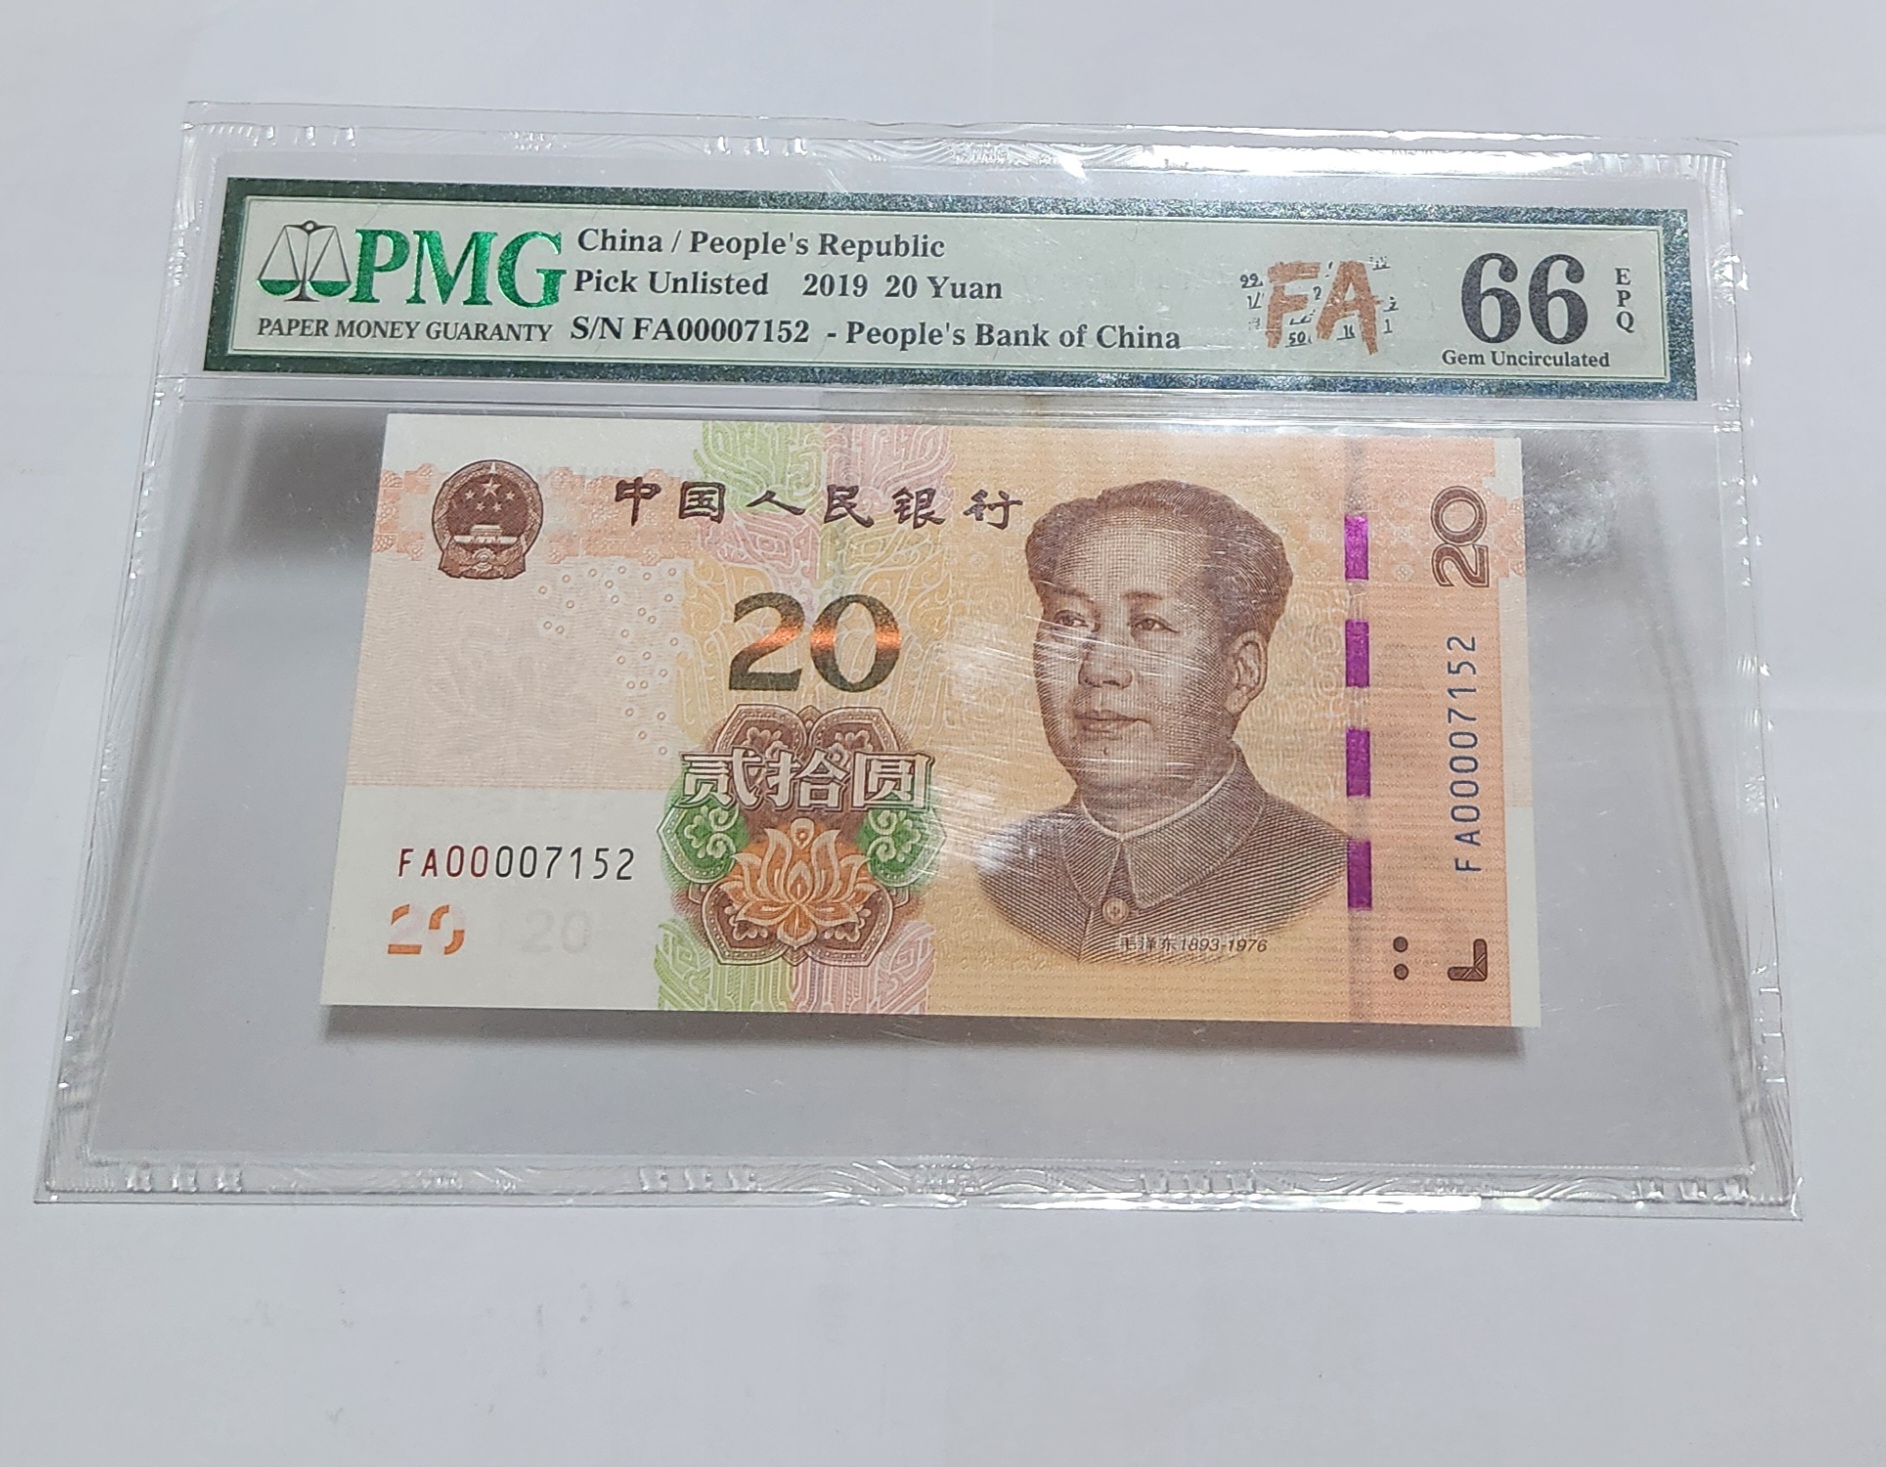 PMG
PAPER MONEY GUARANTY
China / People's Republic
Pick Unlisted 2019 20 Yuan
S/N FA00007152 - People's Bank of China
FA
66
EPQ
Gem Uncirculated
中国人民银行
20
贰拾圆
FA00007152
20
20
毛泽东1893-1976
20
FA00007152